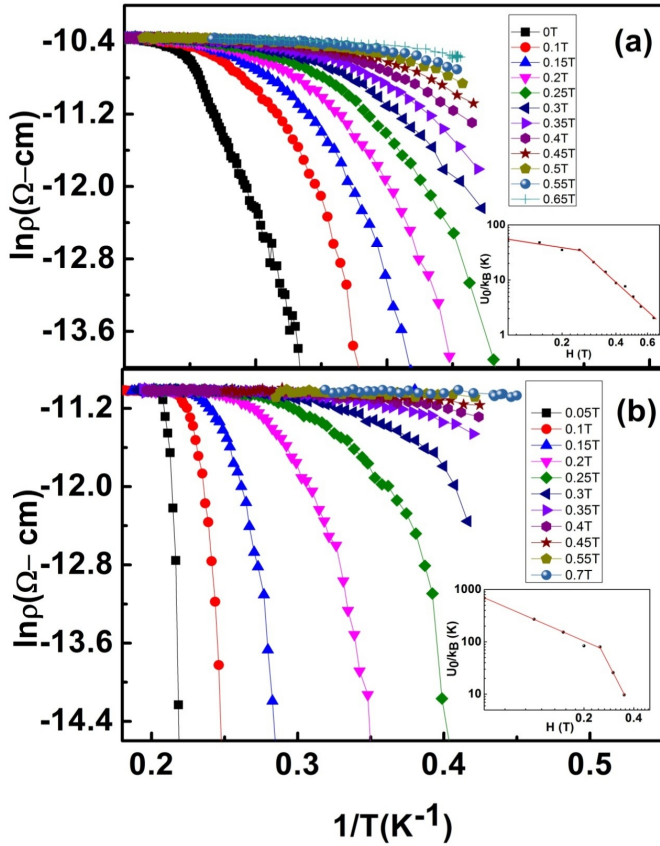 (a)
-10.4
-11.2
-12.0
-12.8
-13.6
lnρ(Ω−cm)
0T
0.1T
0.15T
0.2T
0.25T
0.3T
0.35T
0.4T
0.45T
0.5T
0.55T
0.65T
U0/kB (K)
100
10
1
0.2
0.4
0.6
H (T)
(b)
-11.2
-12.0
-12.8
-13.6
-14.4
lnρ(Ω− cm)
0.05T
0.1T
0.15T
0.2T
0.25T
0.3T
0.35T
0.4T
0.45T
0.55T
0.7T
U0/kB (K)
1000
100
10
0.2
0.4
H (T)
0.2
0.3
0.4
0.5
1/T(K-1)